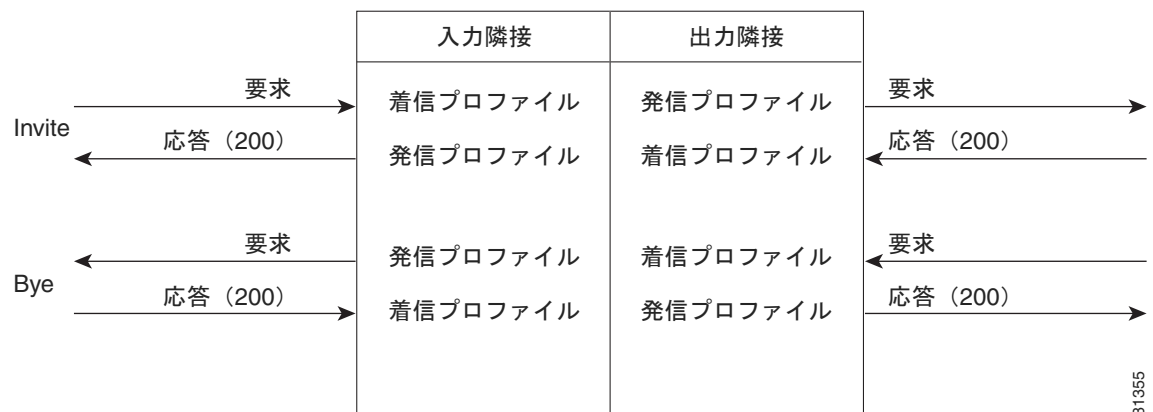 入力隣接 出力隣接
要求 着信プロファイル 発信プロファイル 要求
Invite
応答（200） 発信プロファイル 着信プロファイル 応答（200）
要求 発信プロファイル 着信プロファイル 要求
Bye
応答（200） 着信プロファイル 発信プロファイル 応答（200）